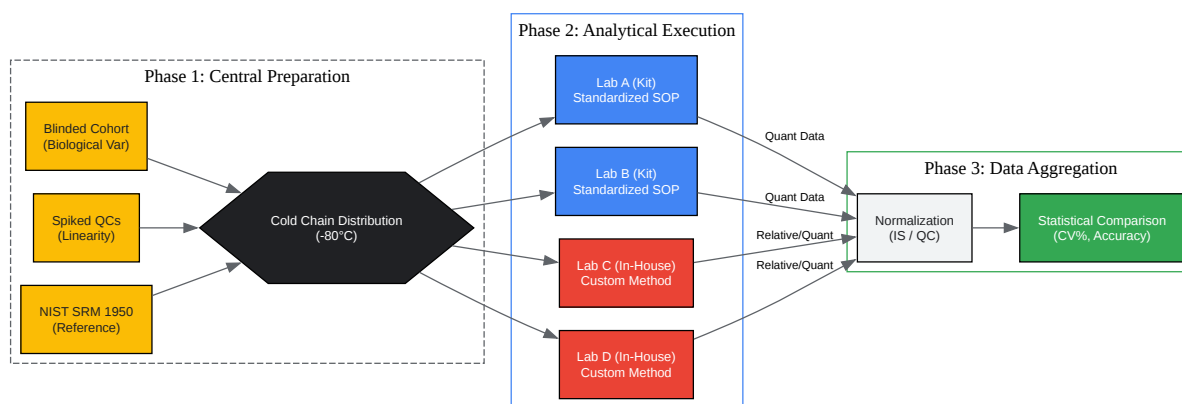 Phase 1: Central Preparation
Blinded Cohort
(Biological Var)
Spiked QCs
(Linearity)
NIST SRM 1950
(Reference)
Cold Chain Distribution
(-80°C)
Phase 2: Analytical Execution
Lab A (Kit)
Standardized SOP
Lab B (Kit)
Standardized SOP
Lab C (In-House)
Custom Method
Lab D (In-House)
Custom Method
Quant Data
Quant Data
Relative/Quant
Relative/Quant
Phase 3: Data Aggregation
Normalization
(IS / QC)
Statistical Comparison
(CV%, Accuracy)